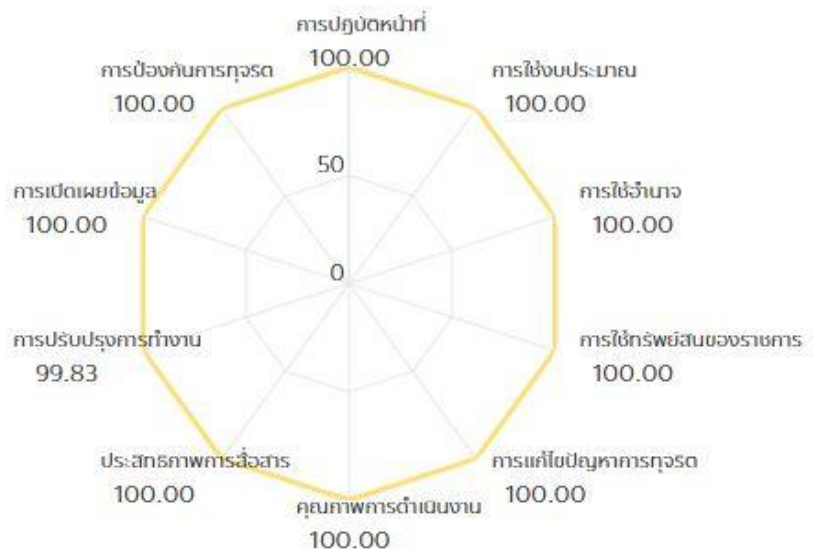 การปฏิบัติหน้าที่
100.00
การใช้งบประมาณ
100.00
การใช้อำนาจ
100.00
การใช้ทรัพย์สินของราชการ
100.00
การแก้ไขปัญหาการทุจริต
100.00
คุณภาพการดำเนินงาน
100.00
ประสิทธิภาพการสื่อสาร
100.00
การปรับปรุงการทำงาน
99.83
การเปิดเผยข้อมูล
100.00
การป้องกันการทุจริต
100.00
50
0